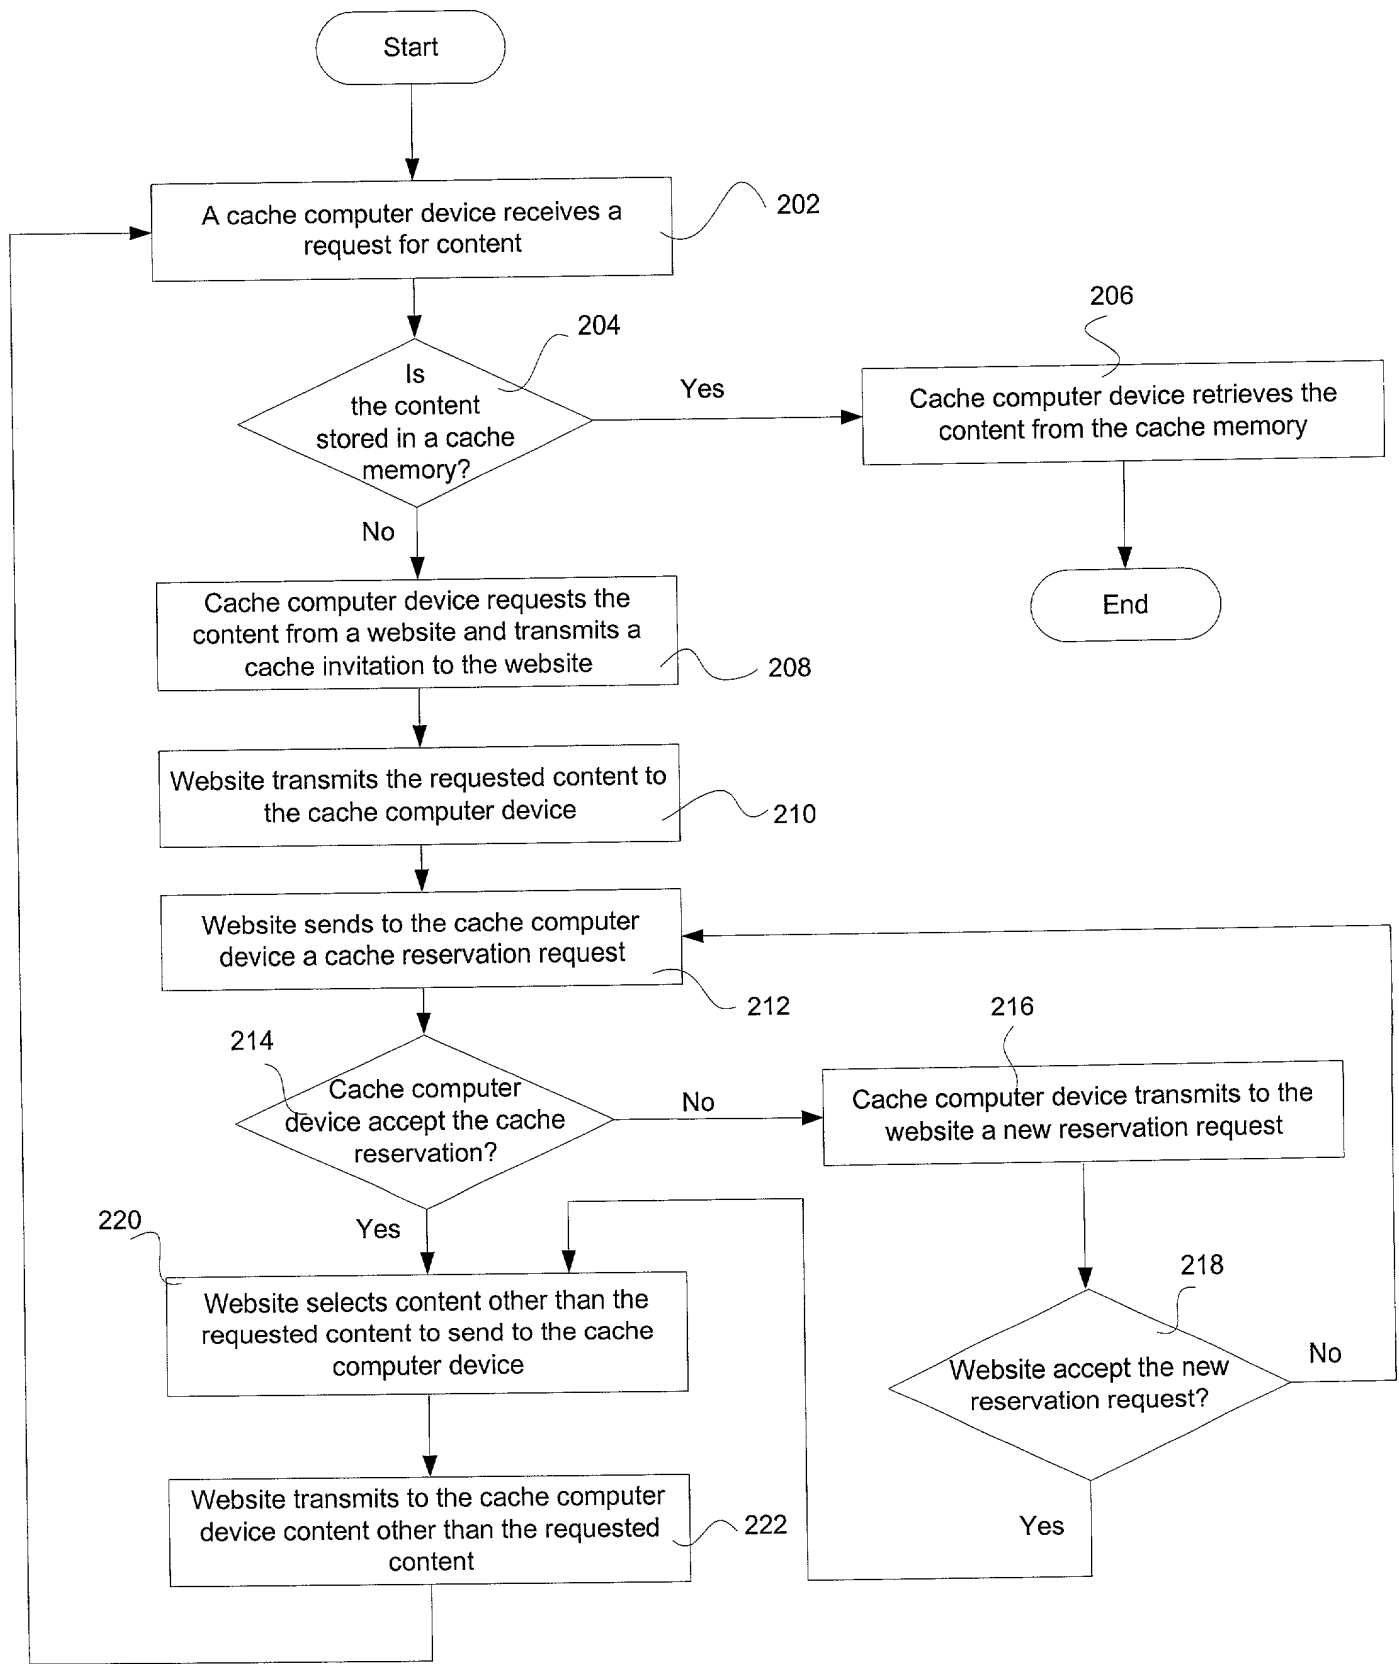 Start
A cache computer device receives a
request for content
202
204
Is
the content
stored in a cache
memory?
Yes
206
Cache computer device retrieves the
content from the cache memory
End
No
Cache computer device requests the
content from a website and transmits a
cache invitation to the website
208
Website transmits the requested content to
the cache computer device
210
Website sends to the cache computer
device a cache reservation request
212
214
Cache computer
device accept the cache
reservation?
No
216
Cache computer device transmits to the
website a new reservation request
Yes
218
Website accept the new
reservation request?
No
Yes
220
Website selects content other than the
requested content to send to the cache
computer device
Website transmits to the cache computer
device content other than the requested
content
222